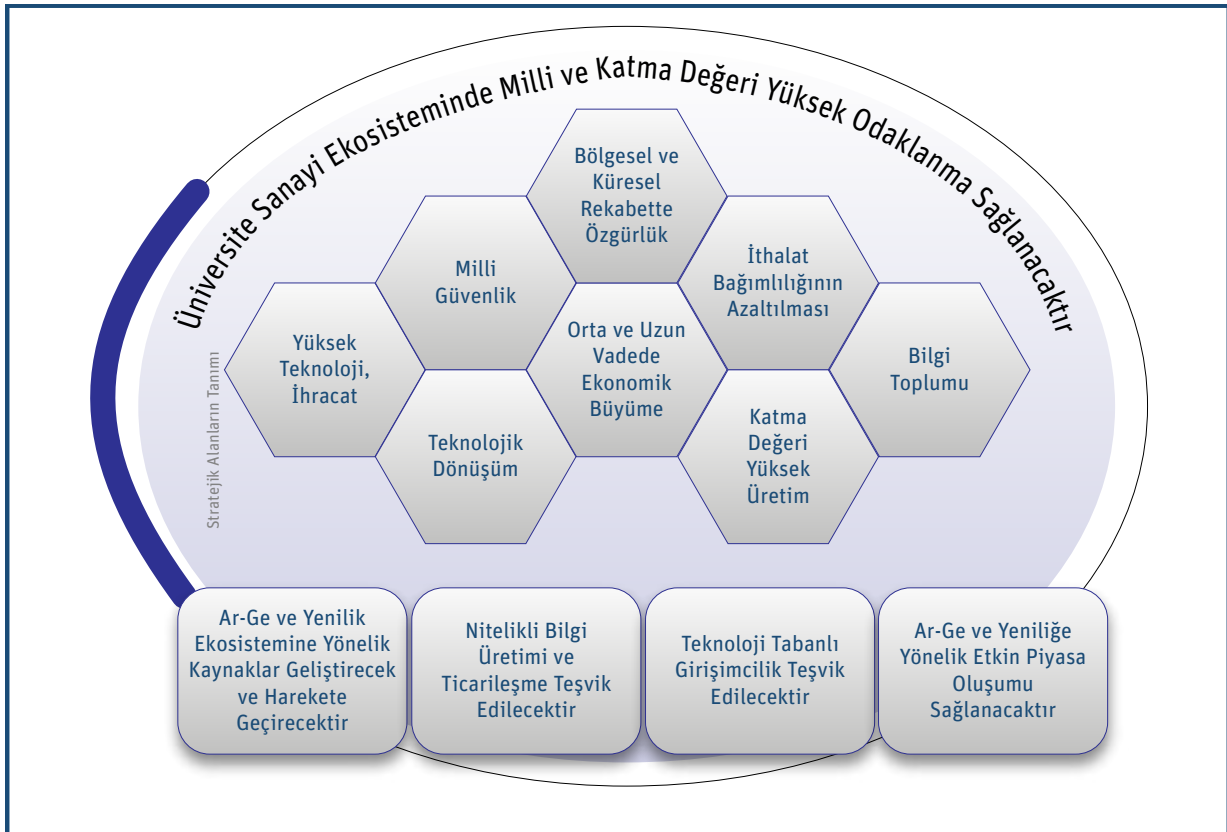 Üniversite Sanayi Ekosisteminde Milli ve Katma Değeri Yüksek Odaklanma Sağlanacaktır
Stratejik Alanların Tanımı
Bölgesel ve
Küresel
Rekabette
Özgürlük
Milli
Güvenlik
İthalat
Bağımlılığının
Azaltılması
Yüksek
Teknoloji,
İhracat
Orta ve Uzun
Vadede
Ekonomik
Büyüme
Bilgi
Toplumu
Teknolojik
Dönüşüm
Katma
Değeri
Yüksek
Üretim
Ar-Ge ve Yenilik
Ekosistemine Yönelik
Kaynaklar Geliştirecek
ve Harekete
Geçirecektir
Nitelikli Bilgi
Üretimi ve
Ticarileşme Teşvik
Edilecektir
Teknoloji Tabanlı
Girişimcilik Teşvik
Edilecektir
Ar-Ge ve Yeniliğe
Yönelik Etkin Piyasa
Oluşumu
Sağlanacaktır